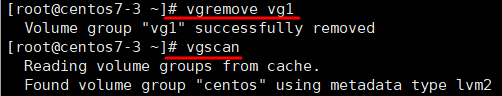 [root@centos7-3 ~]# vgremove vg1
  Volume group "vg1" successfully removed
[root@centos7-3 ~]# vgscan
  Reading volume groups from cache.
  Found volume group "centos" using metadata type lvm2